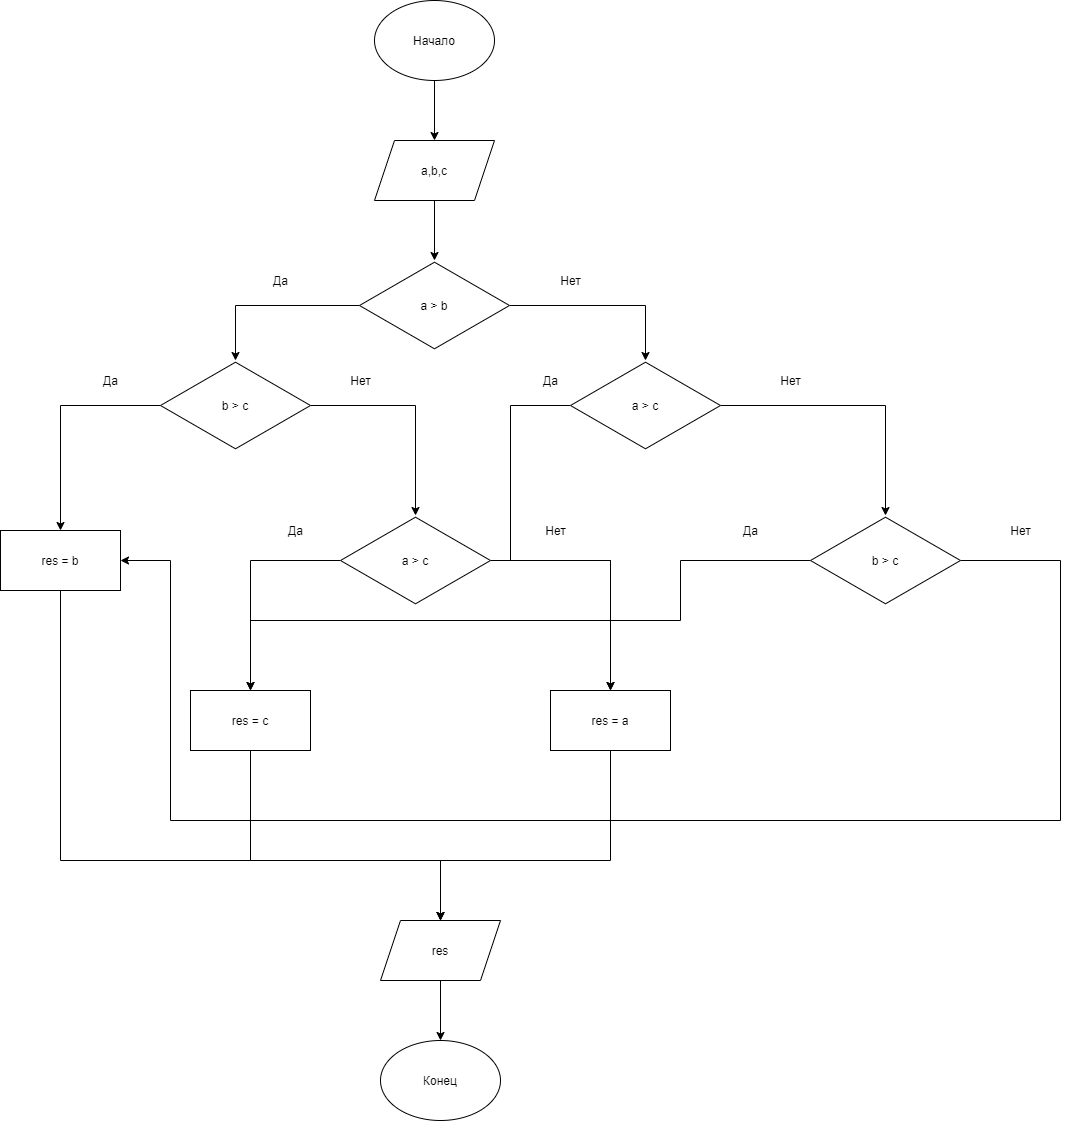 Начало
a,b,c
Да
Нет
a > b
Да
Нет
Да
Нет
b > c
a > c
Да
Нет
Да
Нет
res = b
a > c
b > c
res = c
res = a
res
Конец